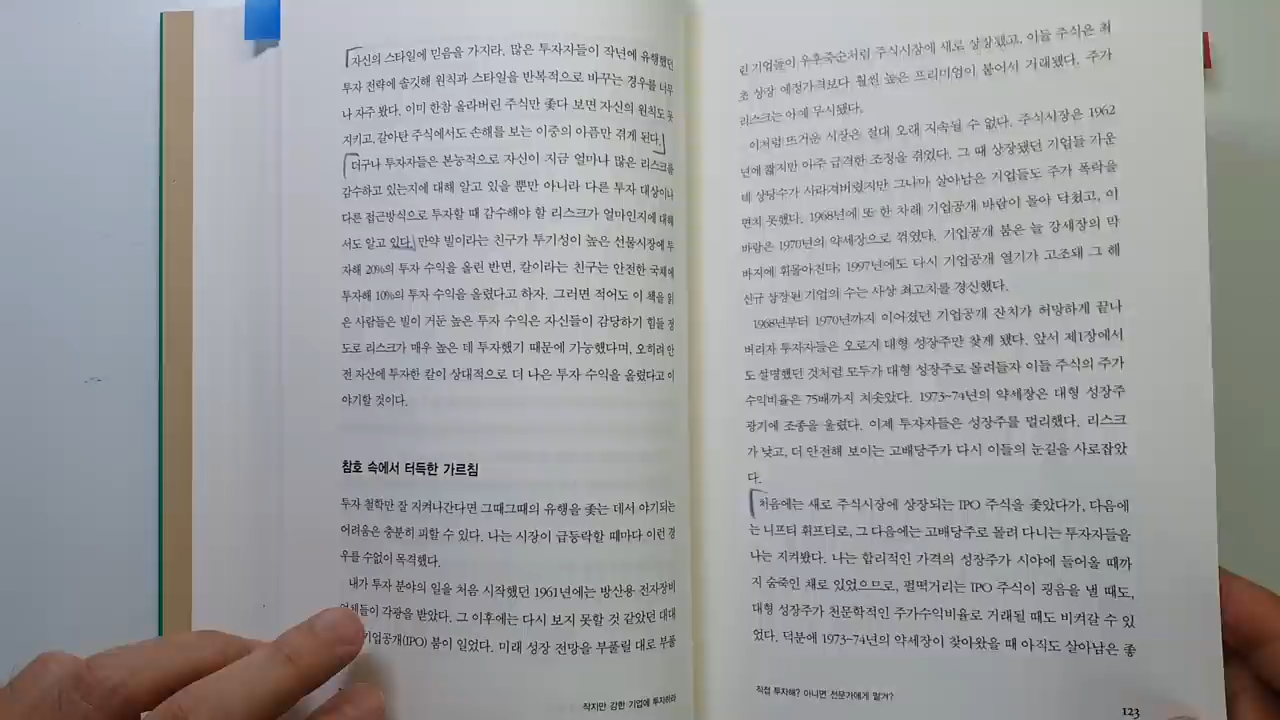 자신의 스타일에 믿음을 가지라. 많은 투자자들이 작년에 유행했던
투자 전략에 솔깃해 원칙과 스타일을 반복적으로 바꾸는 경우를 너무
나 자주 봤다. 이미 한참 올라버린 주식만 좇다 보면 자신의 원칙도 못
지키고, 갈아탄 주식에서도 손해를 보는 이중의 아픔만 겪게 된다.
더구나 투자자들은 본능적으로 자신이 지금 얼마나 많은 리스크를
감수하고 있는지에 대해 알고 있을 뿐만 아니라 다른 투자 대상이나
다른 접근방식으로 투자할 때 감수해야 할 리스크가 얼마인지에 대해
서도 알고 있다. 만약 빌이라는 친구가 투기성이 높은 선물시장에 투
자해 20%의 투자 수익을 올린 반면, 칼이라는 친구는 안전한 국채에
투자해 10%의 투자 수익을 올렸다고 하자. 그러면 적어도 이 책을 읽
은 사람들은 빌이 거둔 높은 투자 수익은 자신들이 감당하기 힘들 정
도로 리스크가 매우 높은 데 투자했기 때문에 가능했다며, 오히려 안
전 자산에 투자한 칼이 상대적으로 더 나은 투자 수익을 올렸다고 이
야기할 것이다.
참호 속에서 터득한 가르침
투자 철학만 잘 지켜나간다면 그때그때의 유행을 좇는 데서 야기되는
어려움은 충분히 피할 수 있다. 나는 시장이 급등락할 때마다 이런 경
우를 수없이 목격했다.
내가 투자 분야의 일을 처음 시작했던 1961년에는 방산용 전자장비
업체들이 각광을 받았다. 그 이후에는 다시 보지 못할 것 같았던 대대
기업공개(IPO) 붐이 일었다. 미래 성장 전망을 부풀릴 대로 부풀
작지만 강한 기업에 투자하라
린 기업들이 우후죽순처럼 주식시장에 새로 상장됐고, 이들 주식은 최
초 상장 예정가격보다 훨씬 높은 프리미엄이 붙어서 거래됐다. 주가
리스크는 아예 무시됐다.
이처럼 뜨거운 시장은 절대 오래 지속될 수 없다. 주식시장은 1962
년에 짧지만 아주 급격한 조정을 겪었다. 그 때 상장됐던 기업들 가운
데 상당수가 사라져버렸지만 그나마 살아남은 기업들도 주가 폭락을
면치 못했다. 1968년에 또 한 차례 기업공개 바람이 몰아 닥쳤고, 이
바람은 1970년의 약세장으로 꺾였다. 기업공개 붐은 늘 강세장의 막
바지에 휘몰아친다; 1997년에도 다시 기업공개 열기가 고조돼 그 해
신규 상장된 기업의 수는 사상 최고치를 경신했다.
1968년부터 1970년까지 이어졌던 기업공개 잔치가 허망하게 끝나
버리자 투자자들은 오로지 대형 성장주만 찾게 됐다. 앞서 제1장에서
도 설명했던 것처럼 모두가 대형 성장주로 몰려들자 이들 주식의 주가
수익비율은 75배까지 치솟았다. 1973~74년의 약세장은 대형 성장주
광기에 조종을 울렸다. 이제 투자자들은 성장주를 멀리했다. 리스크
가 낮고, 더 안전해 보이는 고배당주가 다시 이들의 눈길을 사로잡았
다.
처음에는 새로 주식시장에 상장되는 IPO 주식을 좇았다가, 다음에
는 니프티 휘프티로, 그 다음에는 고배당주로 몰려 다니는 투자자들을
나는 지켜봤다. 나는 합리적인 가격의 성장주가 시야에 들어올 때까
지 숨죽인 채로 있었으므로, 펄떡거리는 IPO 주식이 굉음을 낼 때도,
대형 성장주가 천문학적인 주가수익비율로 거래될 때도 비켜갈 수 있
었다. 덕분에 1973~74년의 약세장이 찾아왔을 때 아직도 살아남은 좋
직접 투자해? 아니면 전문가에게 맡겨?
123